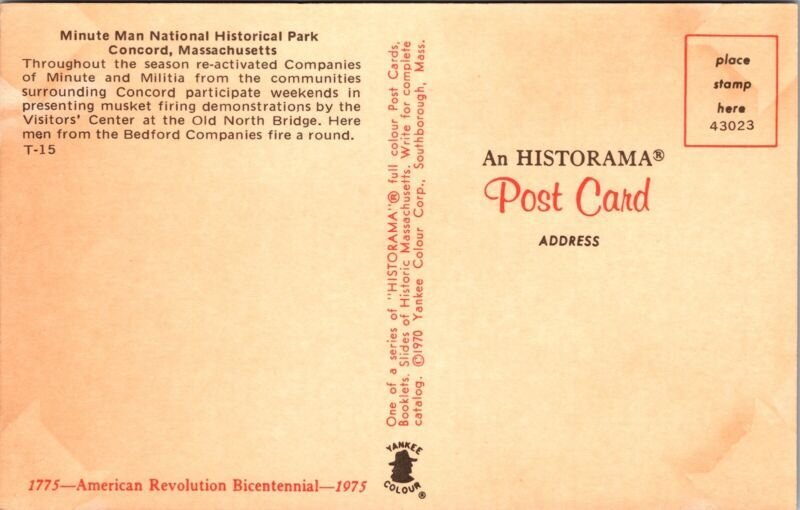 Minute Man National Historical Park
Concord, Massachusetts
Throughout the season re-activated Companies
of Minute and Militia from the communities
surrounding Concord participate weekends in
presenting musket firing demonstrations by the
Visitors' Center at the Old North Bridge. Here
men from the Bedford Companies fire a round.
T-15
1775—American Revolution Bicentennial—1975
One of a series of "HISTORAMA"® full colour Post Cards,
Booklets. Slides of Historic Massachusetts. Write for complete
catalog. ©1970 Yankee Colour Corp., Southborough, Mass.
YANKEE
COLOUR®
place
stamp
here
43023
An HISTORAMA®
Post Card
ADDRESS